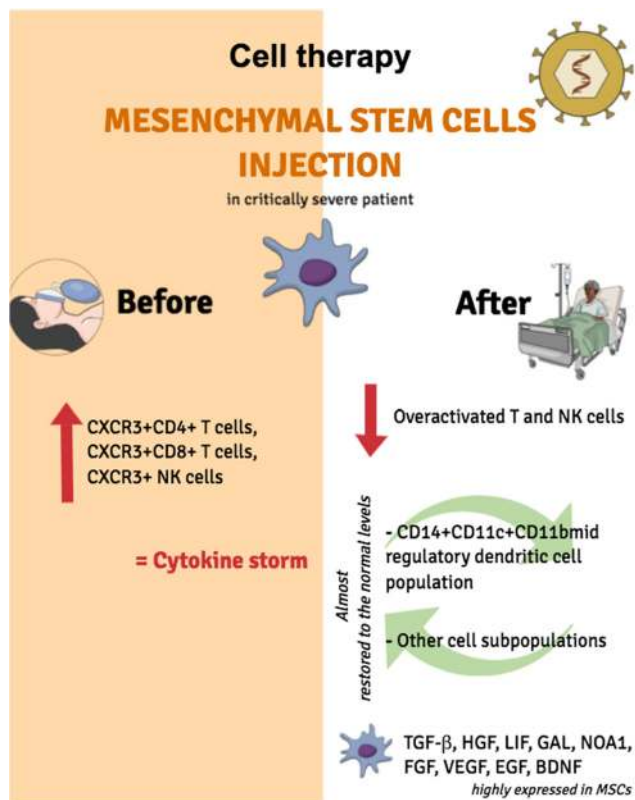 Cell therapy
MESENCHYMAL STEM CELLS
INJECTION
in critically severe patient
Before
CXCR3+CD4+ T cells,
CXCR3+CD8+ T cells,
CXCR3+ NK cells
= Cytokine storm
After
Overactivated T and NK cells
Almost
restored to the normal levels
- CD14+CD11c+CD11bmid
regulatory dendritic cell
population
- Other cell subpopulations
TGF-β, HGF, LIF, GAL, NOA1,
FGF, VEGF, EGF, BDNF
highly expressed in MSCs